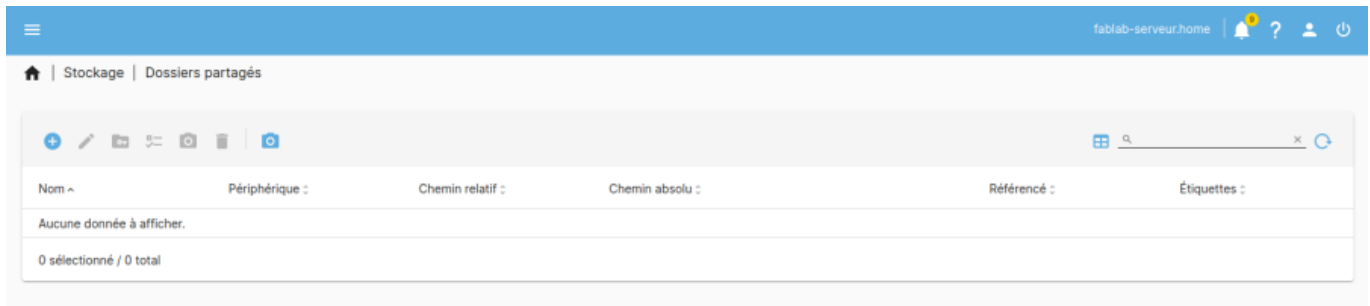 fablab-serveur.home
Stockage | Dossiers partagés
Nom Périphérique Chemin relatif Chemin absolu Référencé Étiquettes
Aucune donnée à afficher.
0 sélectionné / 0 total